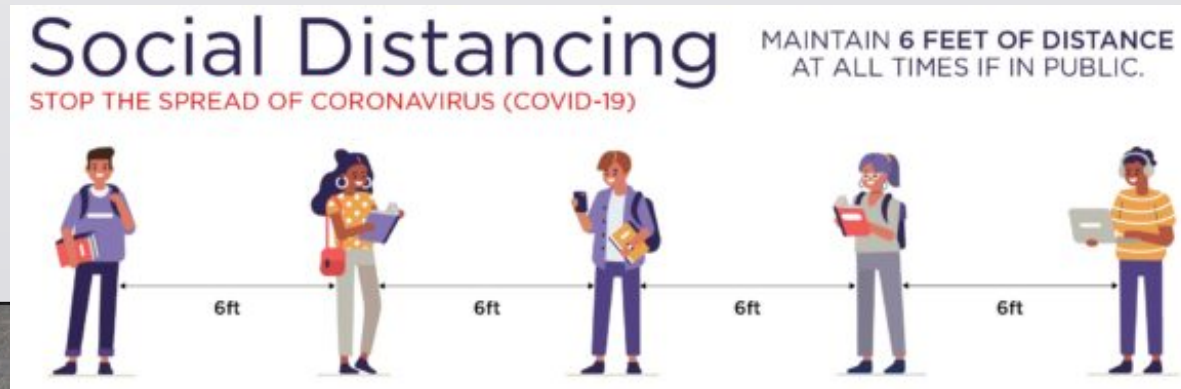 Social Distancing
STOP THE SPREAD OF CORONAVIRUS (COVID-19)
MAINTAIN 6 FEET OF DISTANCE
AT ALL TIMES IF IN PUBLIC.
6ft 6ft 6ft 6ft